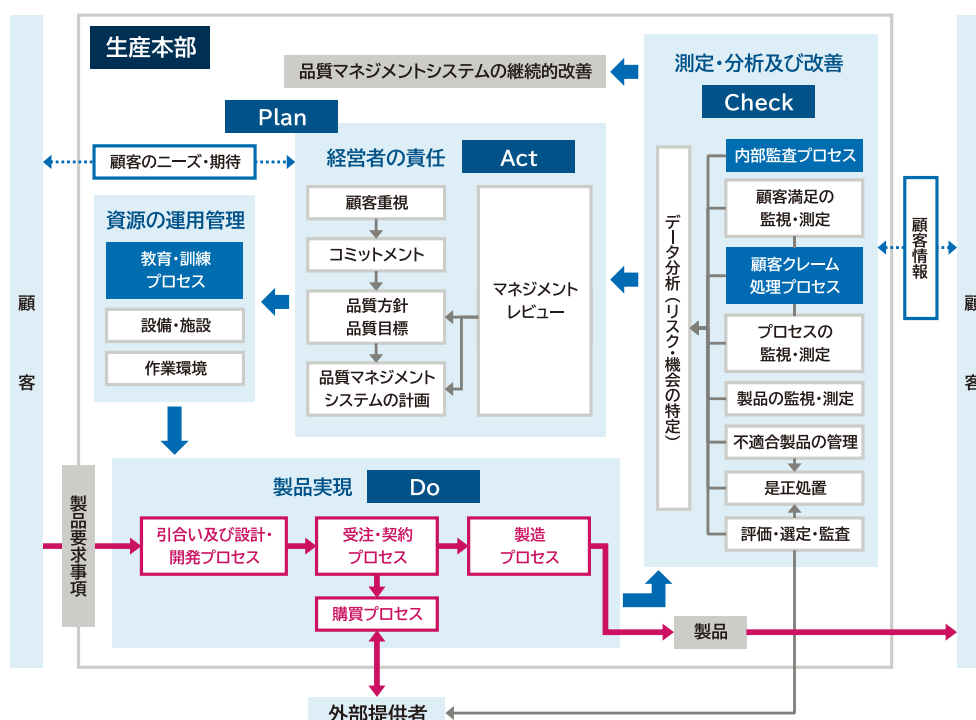 生産本部
品質マネジメントシステムの継続的改善
測定・分析及び改善
Check
Plan
顧客のニーズ・期待
経営者の責任
Act
顧客重視
コミットメント
品質方針
品質目標
品質マネジメント
システムの計画
マネジメント
レビュー
資源の運用管理
教育・訓練
プロセス
設備・施設
作業環境
データ分析（リスク・機会の特定）
内部監査プロセス
顧客満足の
監視・測定
顧客クレーム
処理プロセス
プロセスの
監視・測定
製品の監視・測定
不適合製品の管理
是正処置
評価・選定・監査
顧客情報
顧客
顧客
製品実現
Do
製品要求事項
引合い及び設計・
開発プロセス
受注・契約
プロセス
製造
プロセス
購買プロセス
製品
外部提供者